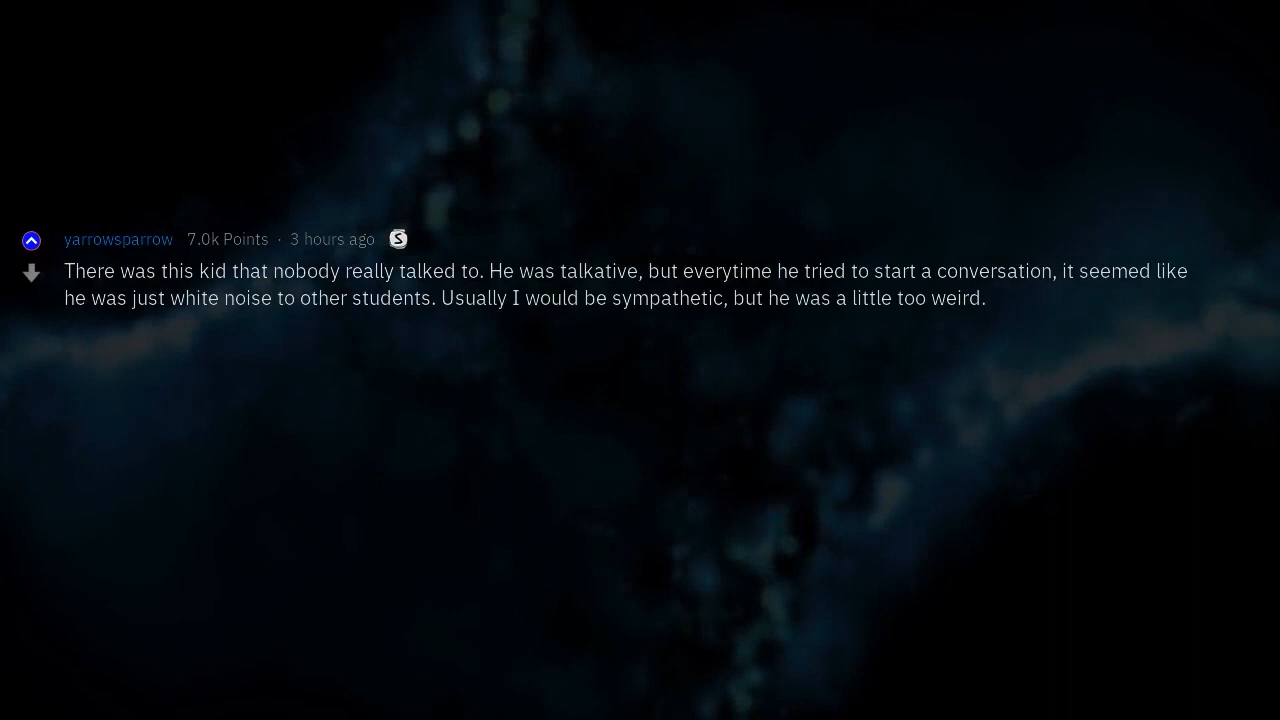 yarrowsparrow 7.0k Points · 3 hours ago S
There was this kid that nobody really talked to. He was talkative, but everytime he tried to start a conversation, it seemed like
he was just white noise to other students. Usually I would be sympathetic, but he was a little too weird.